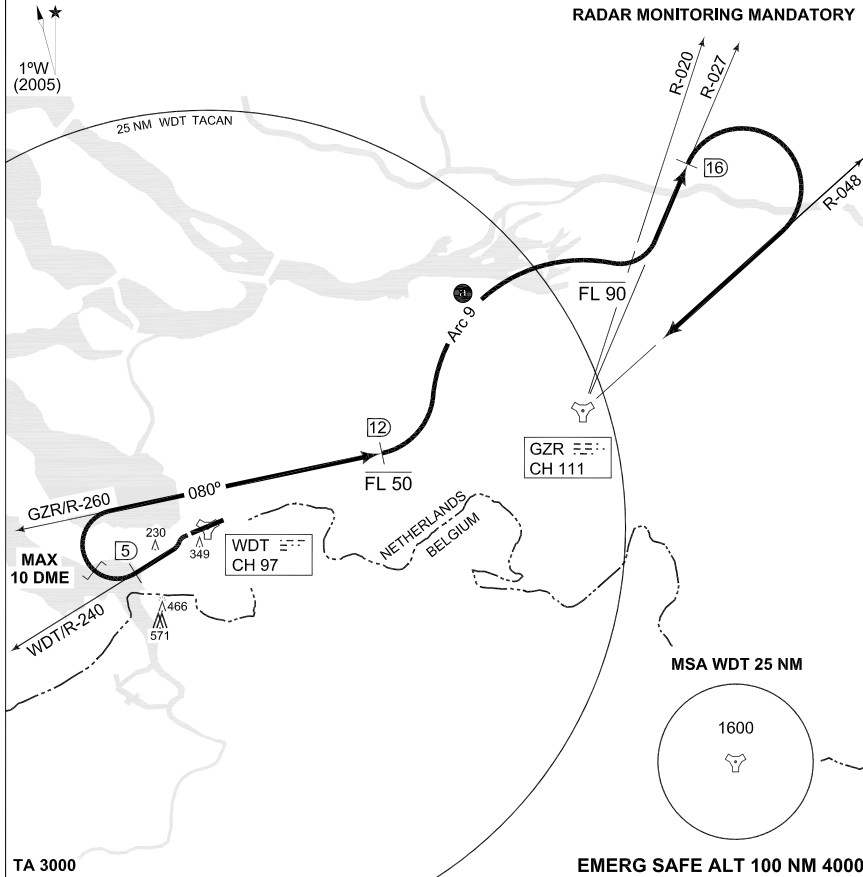 RADAR MONITORING MANDATORY
1ºW
(2005)
R-020
R-027
25 NM WDT TACAN
16
R-048
a
FL 90
Arc 9
12
FL 50
GZR
CH 111
080º
GZR/R-260
NETHERLANDS
BELGIUM
230
349
WDT
CH 97
MAX
10 DME
5
466
571
WDT/R-240
MSA WDT 25 NM
1600
TA 3000
EMERG SAFE ALT 100 NM 4000